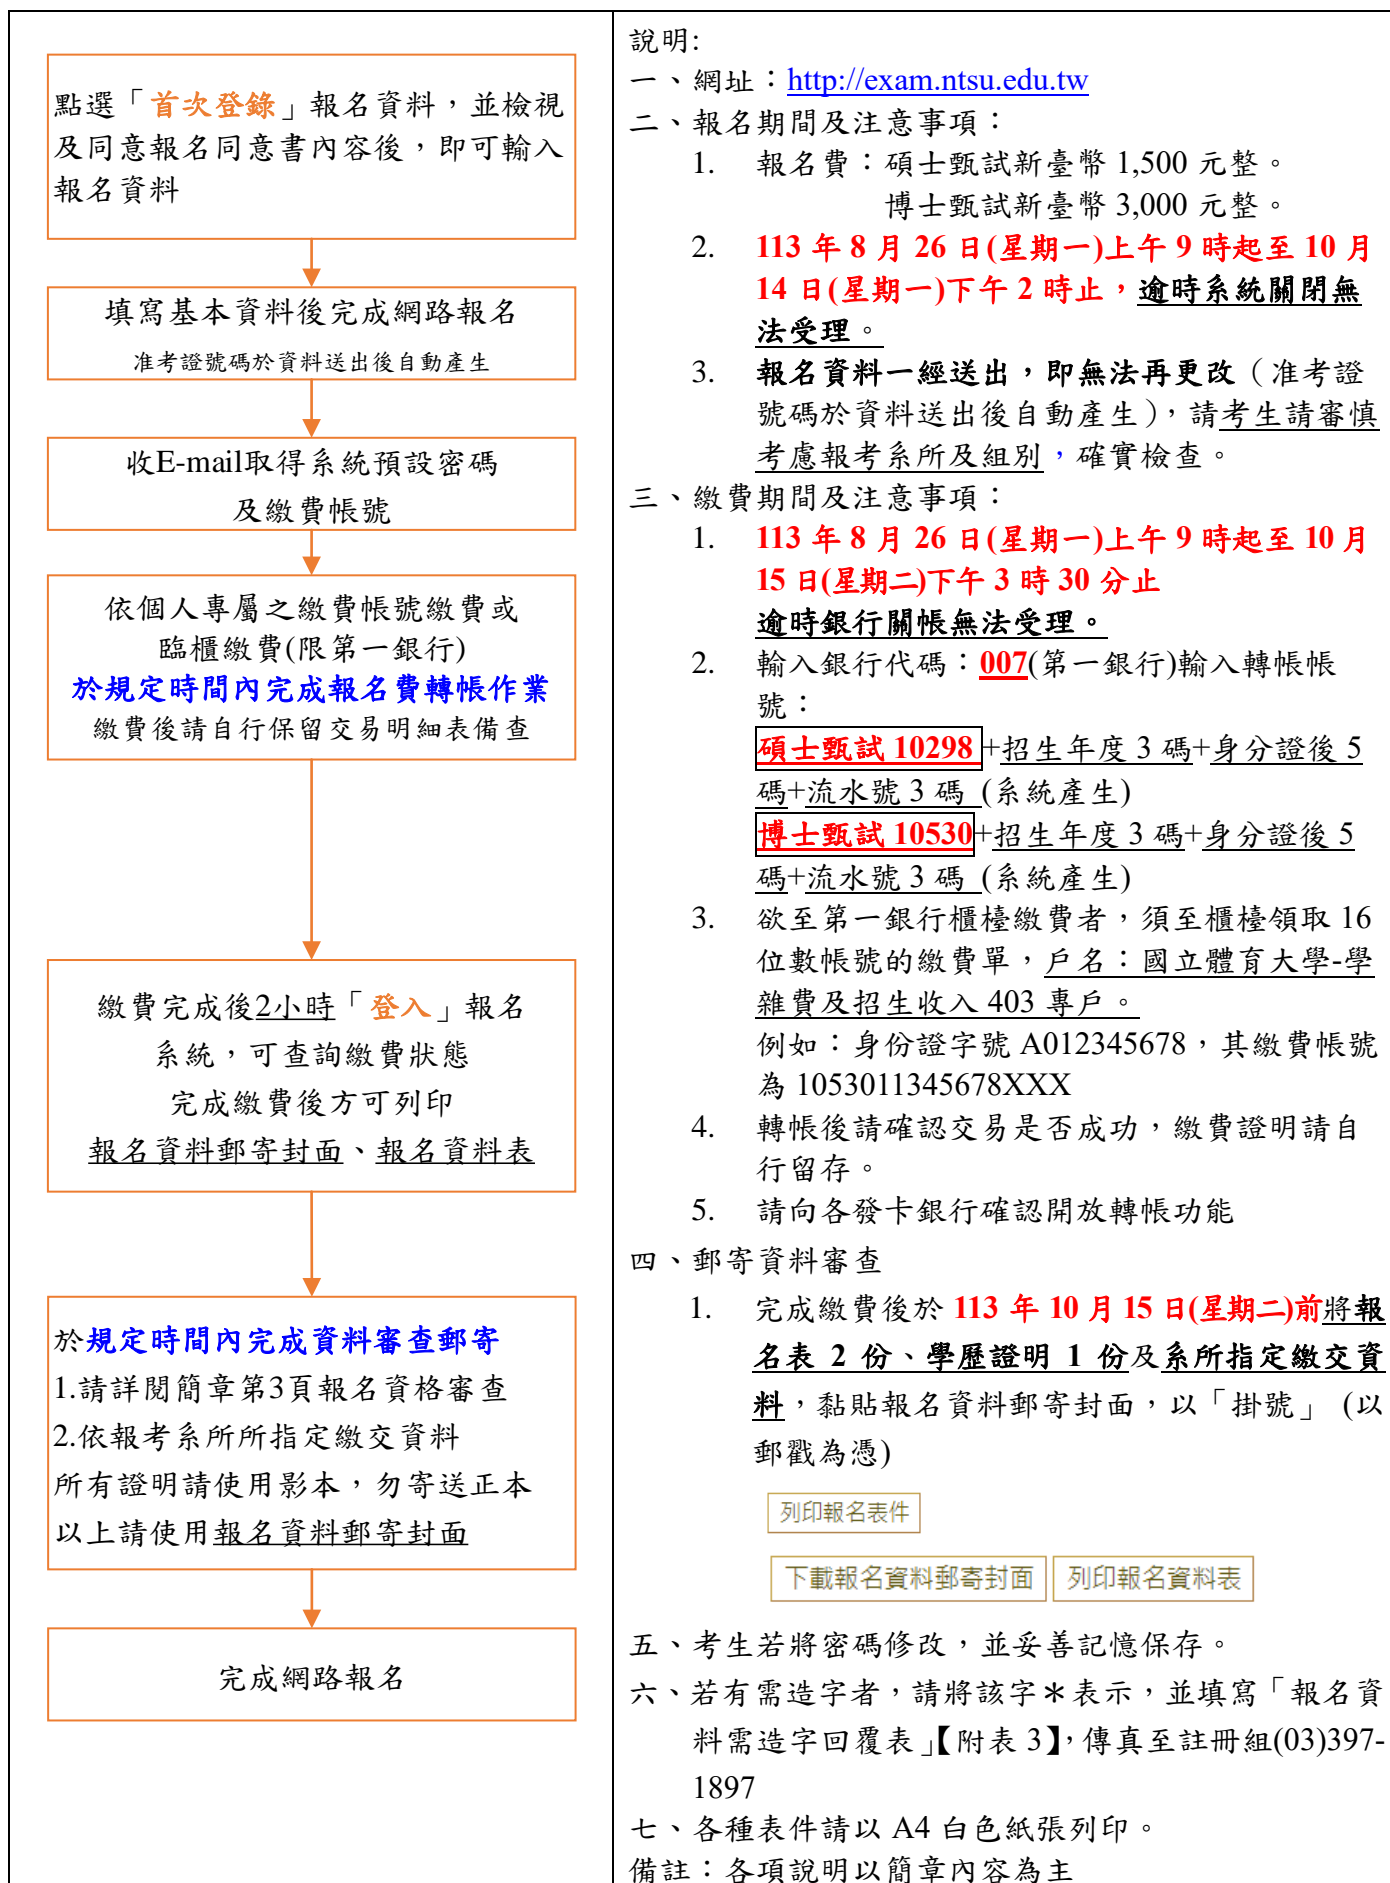 點選「首次登錄」報名資料，並檢視
及同意報名同意書內容後，即可輸入
報名資料
填寫基本資料後完成網路報名
准考證號碼於資料送出後自動產生
收E-mail取得系統預設密碼
及繳費帳號
依個人專屬之繳費帳號繳費或
臨櫃繳費(限第一銀行)
於規定時間內完成報名費轉帳作業
繳費後請自行保留交易明細表備查
繳費完成後2小時「登入」報名
系統，可查詢繳費狀態
完成繳費後方可列印
報名資料郵寄封面、報名資料表
於規定時間內完成資料審查郵寄
1.請詳閱簡章第3頁報名資格審查
2.依報考系所所指定繳交資料
所有證明請使用影本，勿寄送正本
以上請使用報名資料郵寄封面
完成網路報名
說明:
一、網址：http://exam.ntsu.edu.tw
二、報名期間及注意事項：
1. 報名費：碩士甄試新臺幣 1,500 元整。
博士甄試新臺幣 3,000 元整。
2. 113 年 8 月 26 日(星期一)上午 9 時起至 10 月
14 日(星期一)下午 2 時止，逾時系統關閉無
法受理。
3. 報名資料一經送出，即無法再更改（准考證
號碼於資料送出後自動產生），請考生請審慎
考慮報考系所及組別，確實檢查。
三、繳費期間及注意事項：
1. 113 年 8 月 26 日(星期一)上午 9 時起至 10 月
15 日(星期二)下午 3 時 30 分止
逾時銀行關帳無法受理。
2. 輸入銀行代碼：007(第一銀行)輸入轉帳帳
號：
碩士甄試 10298+招生年度 3 碼+身分證後 5
碼+流水號 3 碼 (系統產生)
博士甄試 10530+招生年度 3 碼+身分證後 5
碼+流水號 3 碼 (系統產生)
3. 欲至第一銀行櫃檯繳費者，須至櫃檯領取 16
位數帳號的繳費單，戶名：國立體育大學-學
雜費及招生收入 403 專戶。
例如：身份證字號 A012345678，其繳費帳號
為 1053011345678XXX
4. 轉帳後請確認交易是否成功，繳費證明請自
行留存。
5. 請向各發卡銀行確認開放轉帳功能
四、郵寄資料審查
1. 完成繳費後於 113 年 10 月 15 日(星期二)前將報
名表 2 份、學歷證明 1 份及系所指定繳交資
料，黏貼報名資料郵寄封面，以「掛號」 (以
郵戳為憑)
列印報名表件
下載報名資料郵寄封面 列印報名資料表
五、考生若將密碼修改，並妥善記憶保存。
六、若有需造字者，請將該字＊表示，並填寫「報名資
料需造字回覆表」【附表 3】，傳真至註冊組(03)397-
1897
七、各種表件請以 A4 白色紙張列印。
備註：各項說明以簡章內容為主